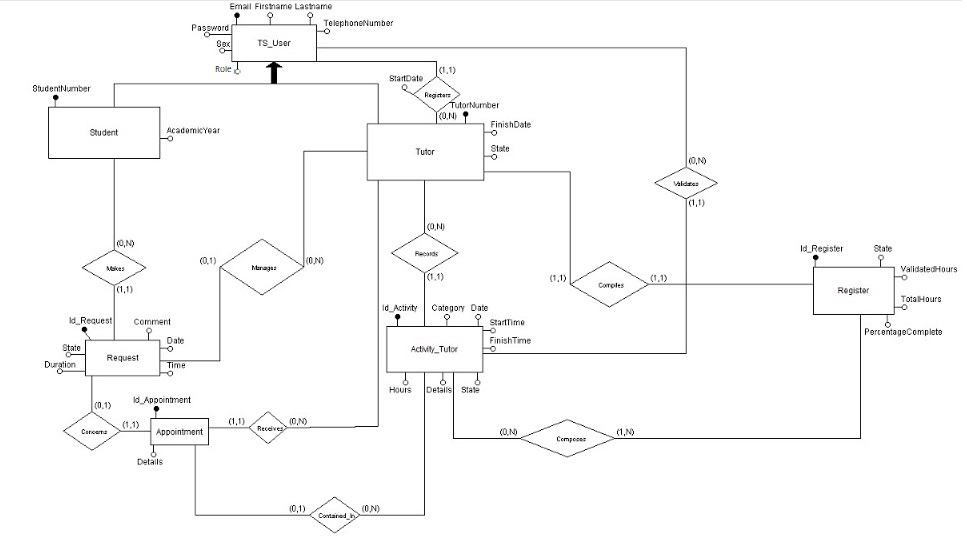 Email Firstname Lastname
TelephoneNumber
Password
TS_User
Sex
Role
(1,1)
StartDate
Registers
(0,N)
TutorNumber
StudentNumber
FinishDate
Student
AcademicYear
Tutor
State
(0,N)
Validates
(1,1)
(0,N)
(0,N)
Makes
(0,1)
Manages
(0,N)
Records
(1,1)
(1,1)
(1,1)
Compiles
(1,1)
Id_Register
State
ValidatedHours
Register
TotalHours
PercentageComplete
Id_Request
Comment
Id_Activity
Category
Date
StartTime
State
Date
FinishTime
Request
Activity_Tutor
Duration
Time
Hours
Details
State
(0,1)
Id_Appointment
Concerns
(1,1)
Appointment
(1,1)
Receives
(0,N)
(0,N)
Composes
(1,N)
Details
(0,1)
Contained_In
(0,N)